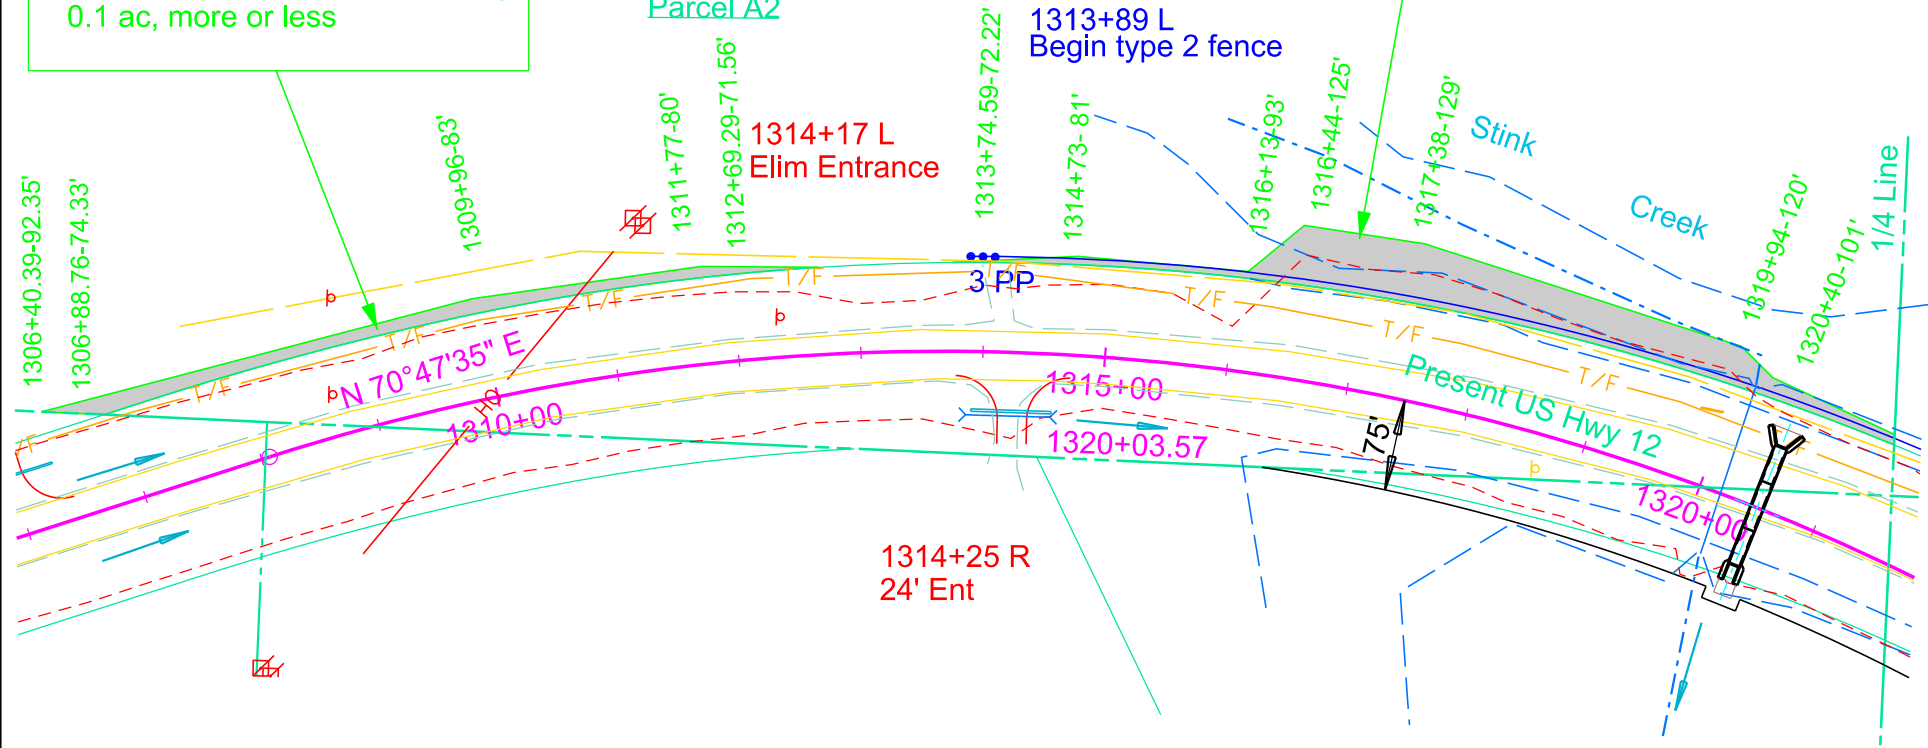 0.1 ac, more or less
Parcel A2
1313+89 L
Begin type 2 fence
1314+17 L
Elim Entrance
1306+40.39-92.35'
1306+88.76-74.33'
1309+96-83'
1311+77-80'
1312+69.29-71.56'
1313+74.59-72.22'
1314+73- 81'
1316+13-93'
1316+44-125'
1317+38-129'
1319+94-120'
1320+40-101'
1/4 Line
Stink
Creek
3 PP
T/F
T/F
T/F
T/F
T/F
T/F
T/F
T/F
N 70°47'35" E
1310+00
1315+00
1320+03.57
Present US Hwy 12
75'
1320+00
1314+25 R
24' Ent